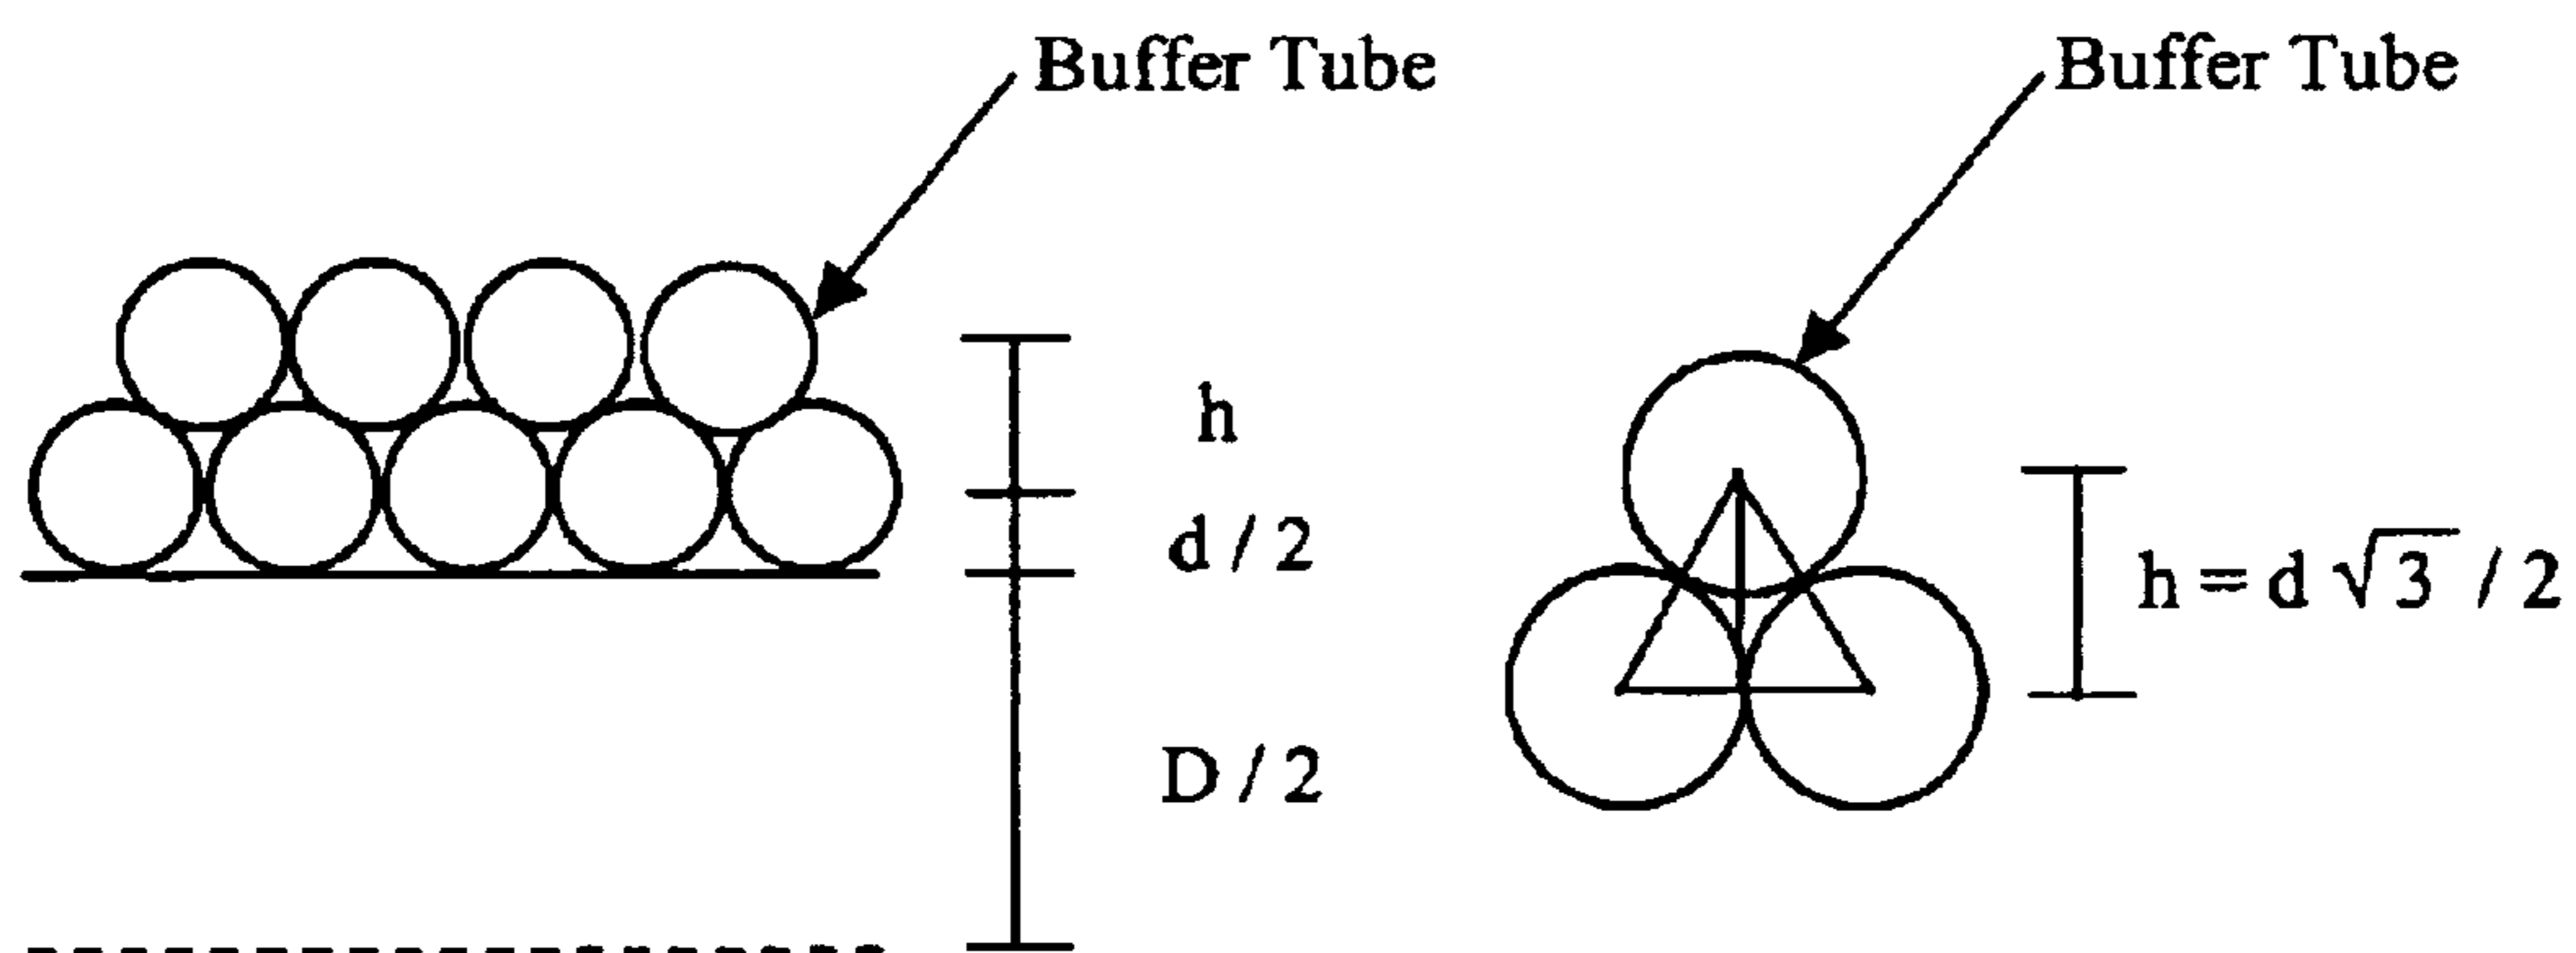 Buffer Tube
Buffer Tube
h
d / 2
D / 2
h = d √3 / 2